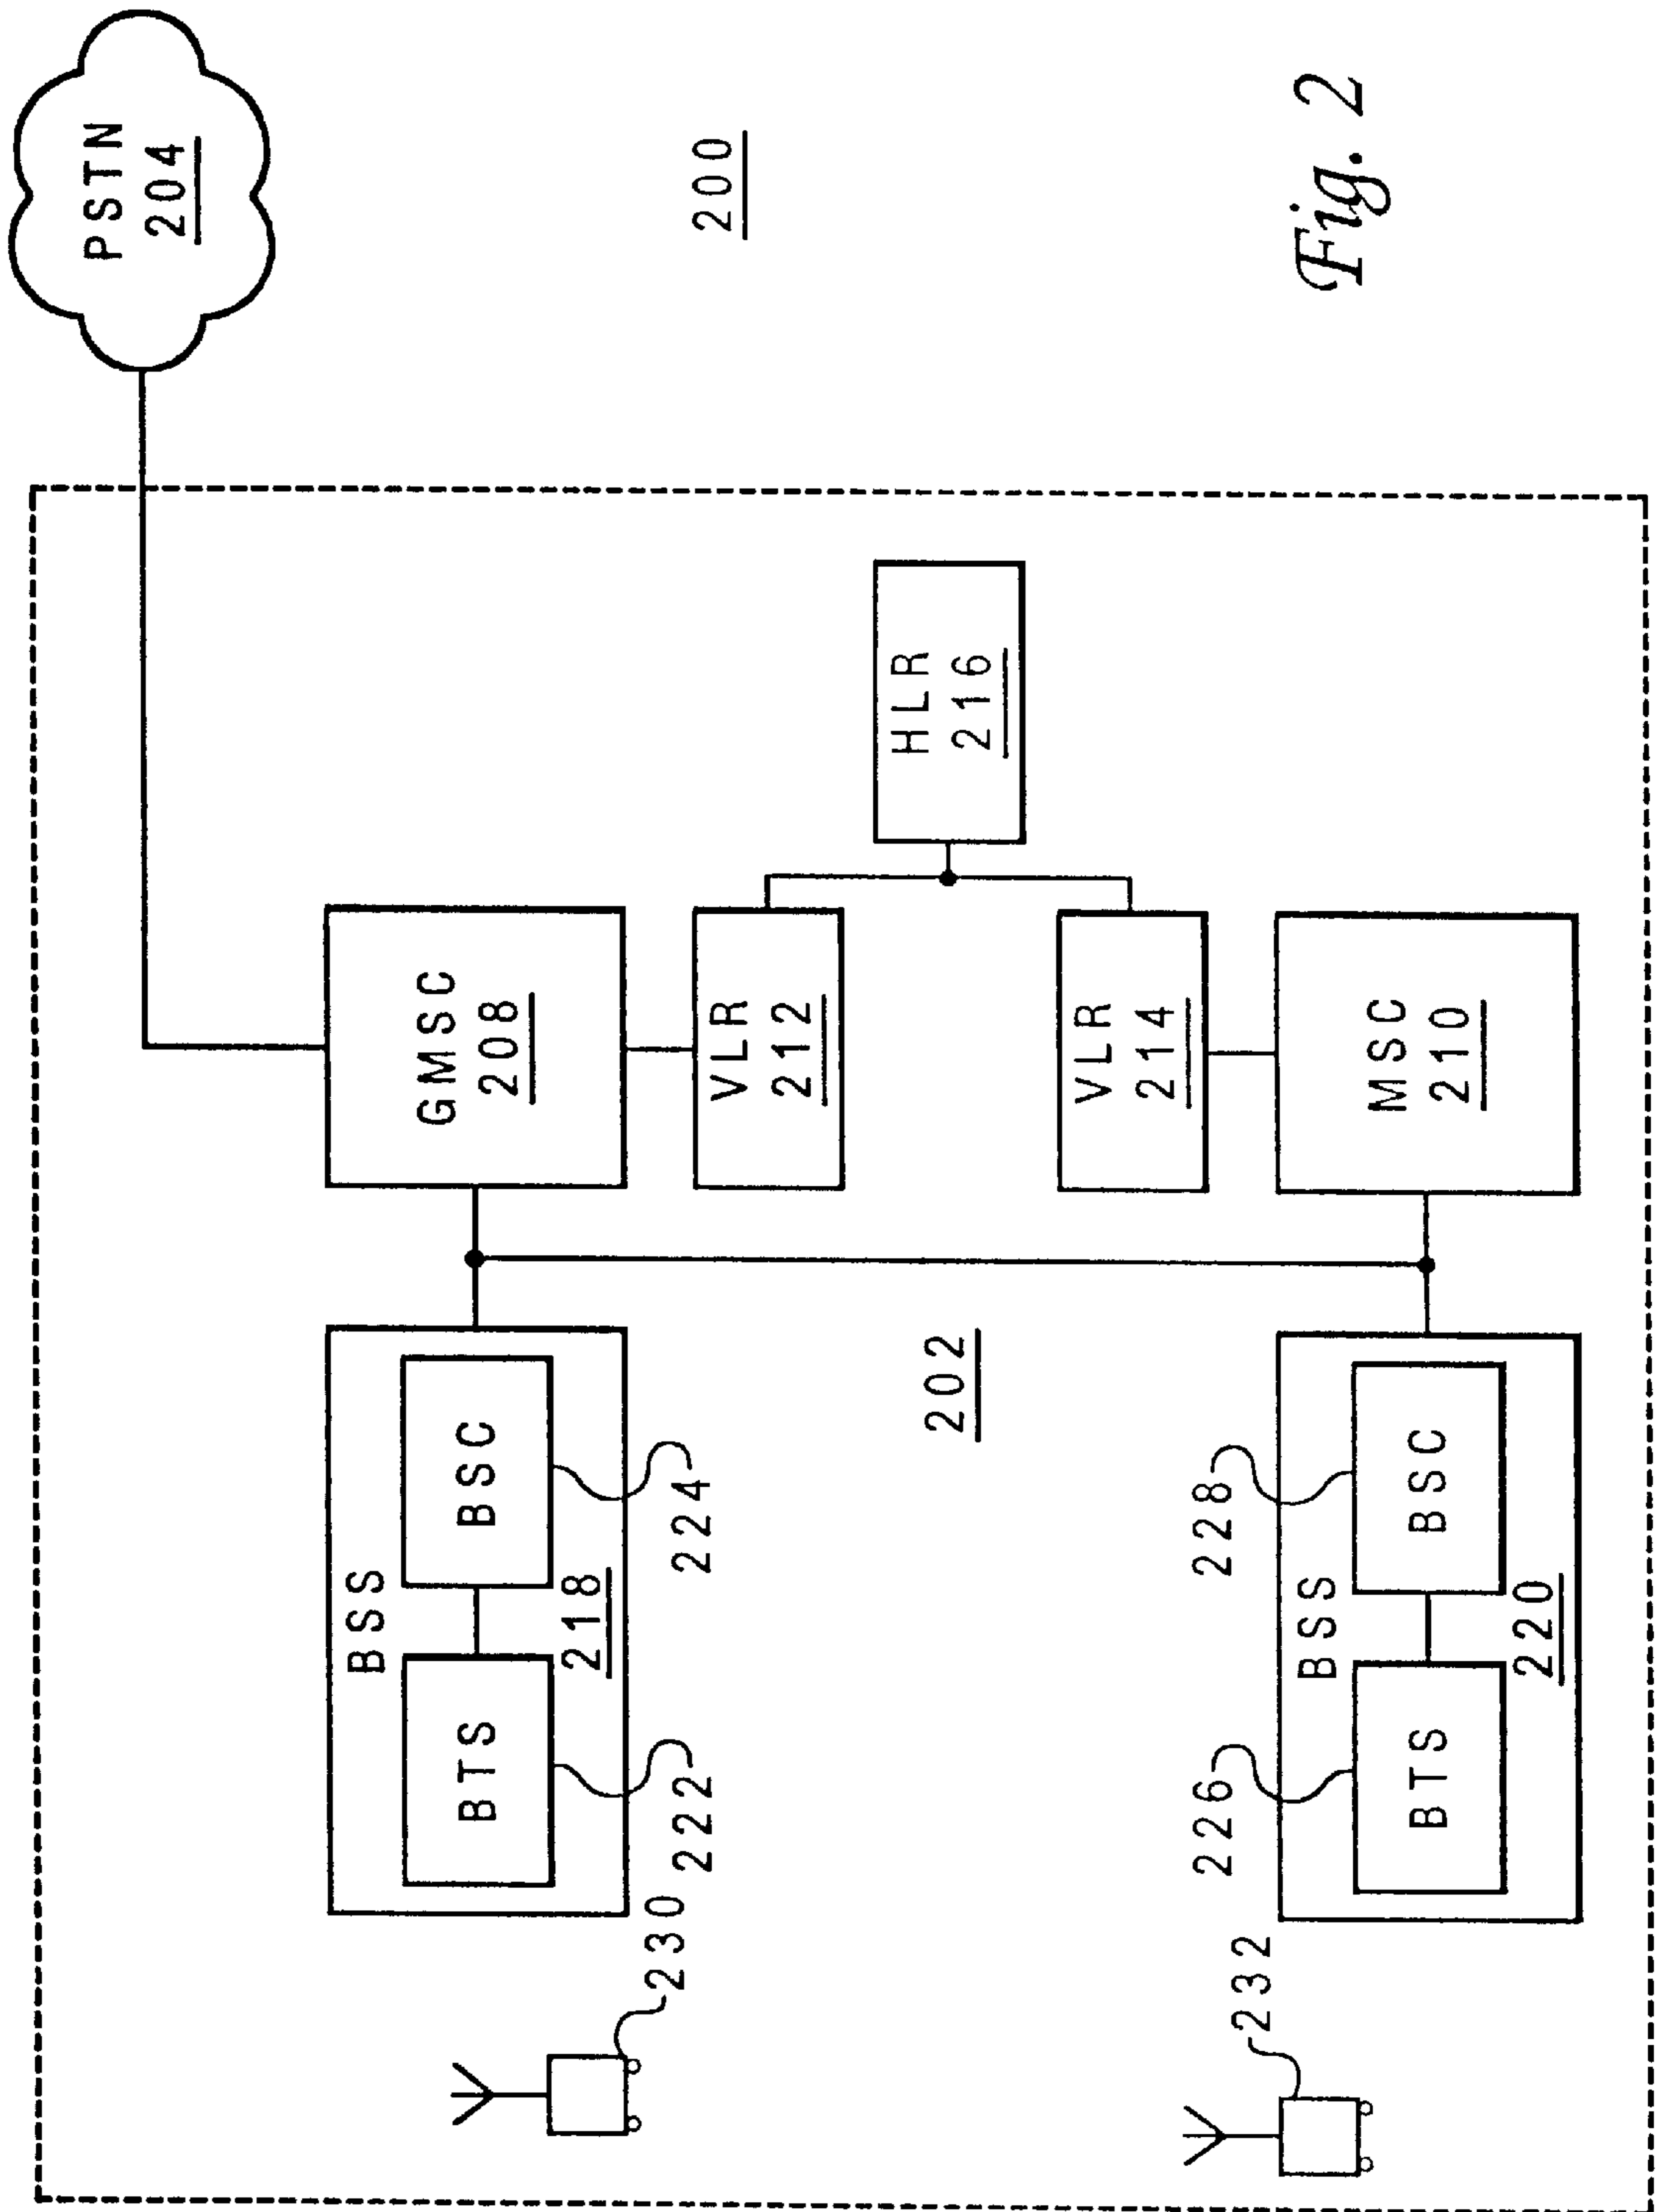 PSTN
204
200
GMSC
208
VLR
212
HLR
216
VLR
214
MSC
210
BSS
BTS
BSC
218
222
224
202
BSS
BTS
BSC
220
226
228
230
232
Fig. 2